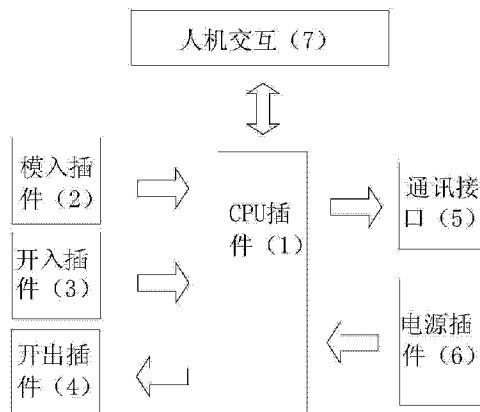 人机交互（7）
模入插
件（2）
开入插
件（3）
开出插
件（4）
CPU插
件（1）
通讯接
口（5）
电源插
件（6）